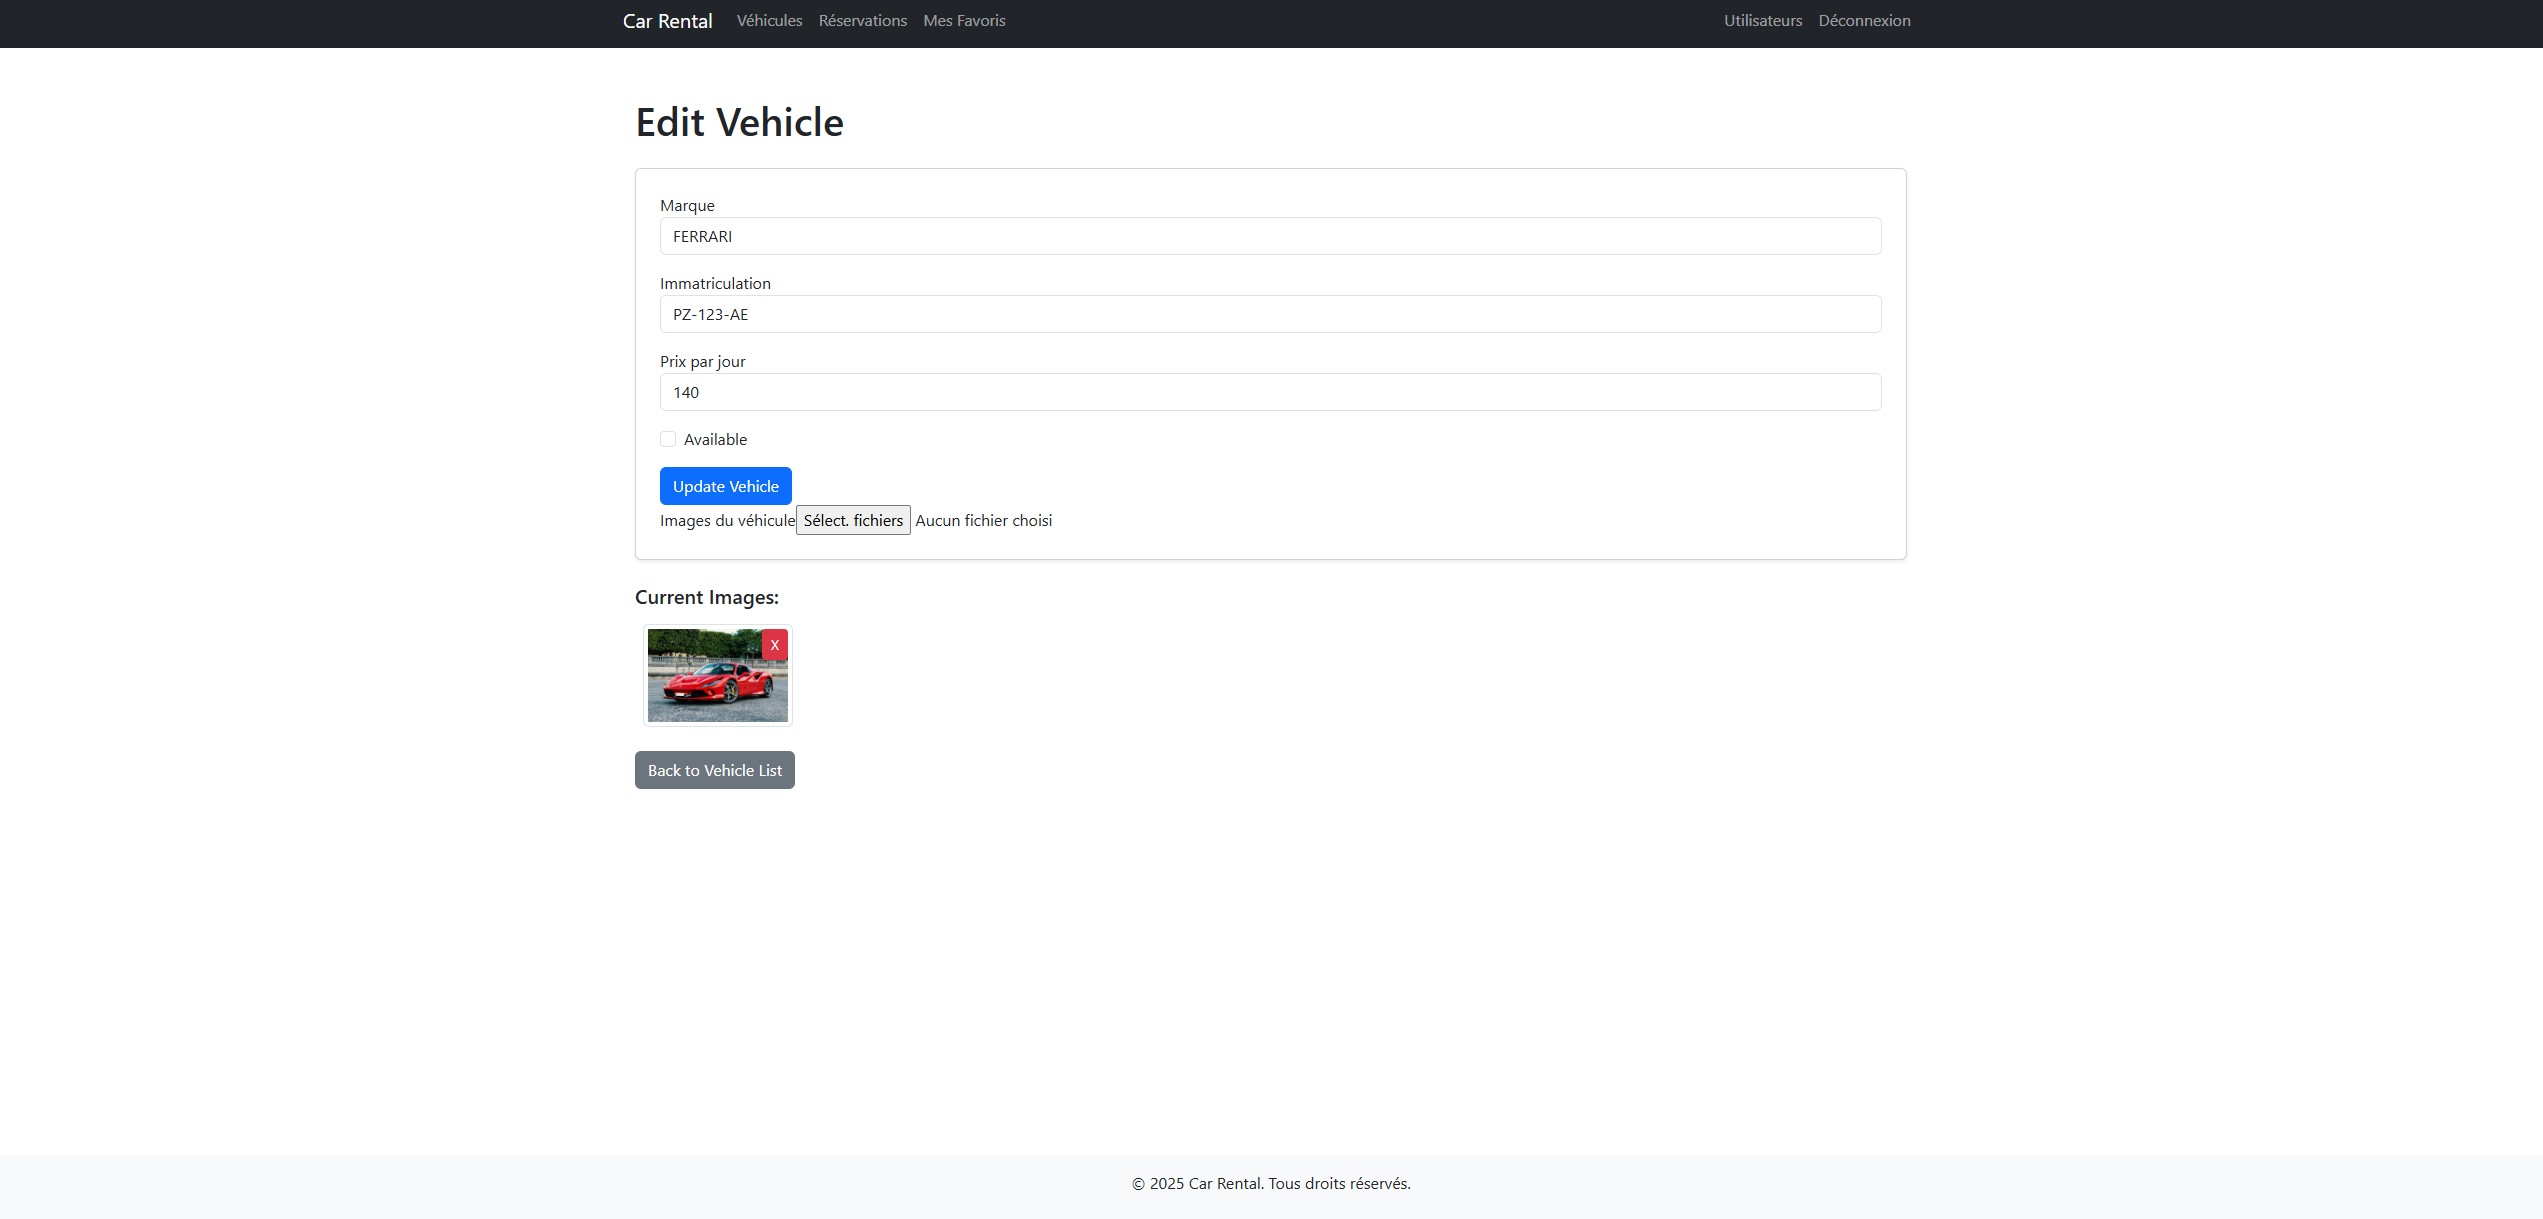 Car Rental Véhicules Réservations Mes Favoris Utilisateurs Déconnexion
Edit Vehicle
Marque
FERRARI
Immatriculation
PZ-123-AE
Prix par jour
140
Available
Update Vehicle
Images du véhicule Sélect. fichiers Aucun fichier choisi
Current Images:
X
Back to Vehicle List
© 2025 Car Rental. Tous droits réservés.